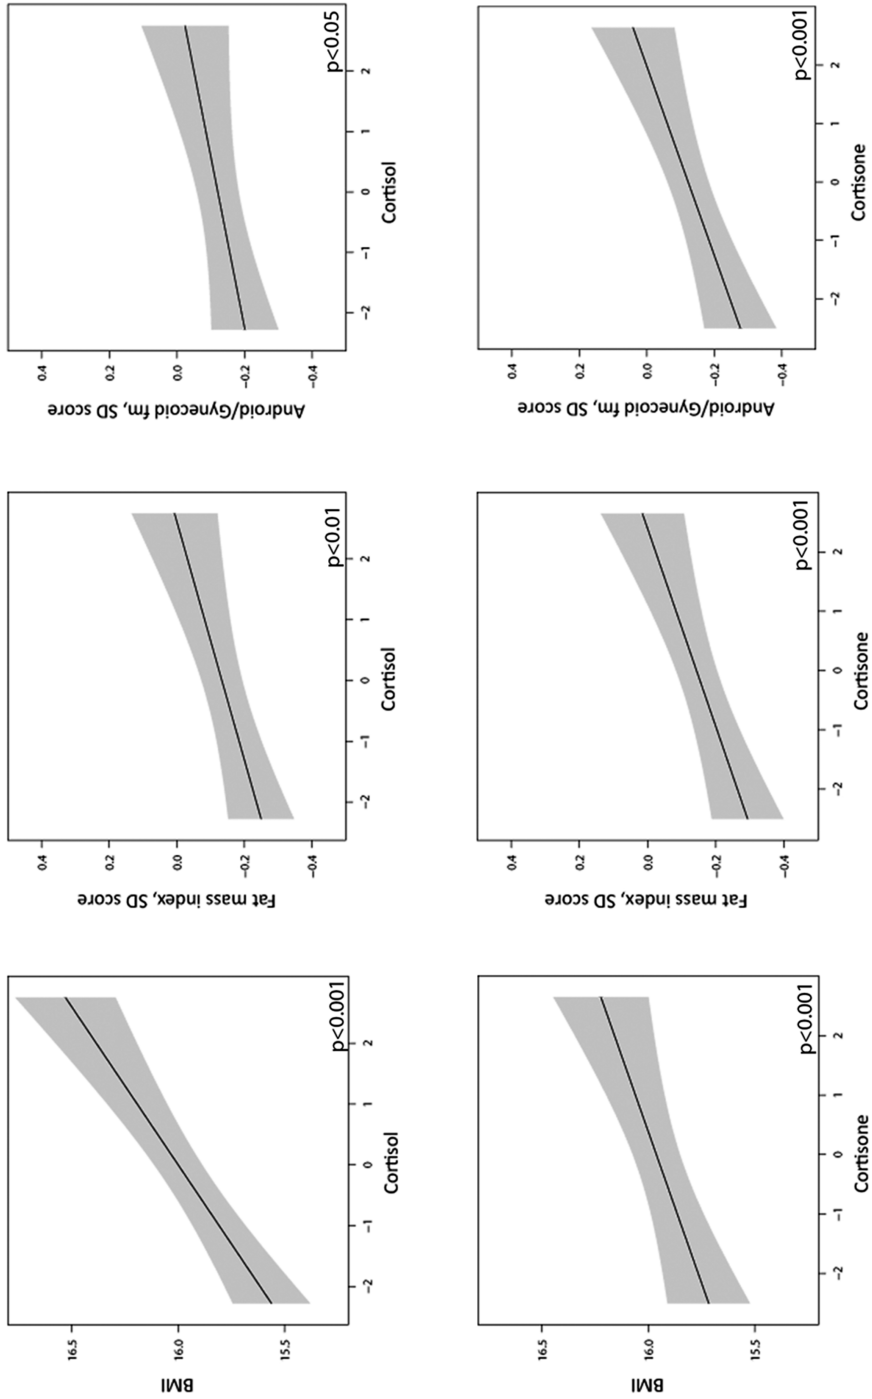 BMI
16.5
16.0
15.5
p<0.001
−2 −1 0 1 2
Cortisol
Fat mass index, SD score
0.4
0.2
0.0
−0.2
−0.4
p<0.01
−2 −1 0 1 2
Cortisol
Android/Gynecoid fm, SD score
0.4
0.2
0.0
−0.2
−0.4
p<0.05
−2 −1 0 1 2
Cortisol
BMI
16.5
16.0
15.5
p<0.001
−2 −1 0 1 2
Cortisone
Fat mass index, SD score
0.4
0.2
0.0
−0.2
−0.4
p<0.001
−2 −1 0 1 2
Cortisone
Android/Gynecoid fm, SD score
0.4
0.2
0.0
−0.2
−0.4
p<0.001
−2 −1 0 1 2
Cortisone